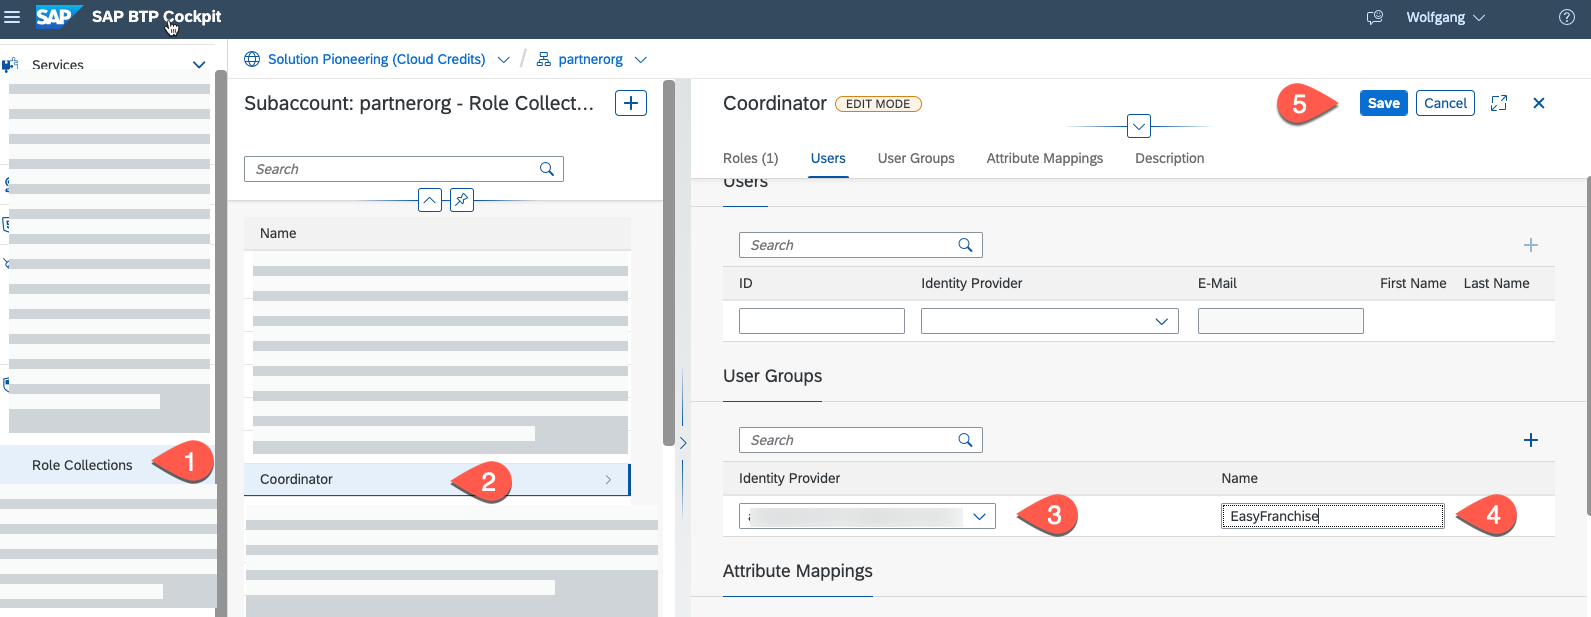 SAP SAP BTP Cockpit Wolfgang
Services
Solution Pioneering (Cloud Credits) / partnerorg
Subaccount: partnerorg - Role Collect...
Search
Name
Role Collections 1
Coordinator 2
Coordinator EDIT MODE 5 Save Cancel
Roles (1) Users User Groups Attribute Mappings Description
Users
Search
ID Identity Provider E-Mail First Name Last Name
User Groups
Search
Identity Provider Name
3 EasyFranchise 4
Attribute Mappings